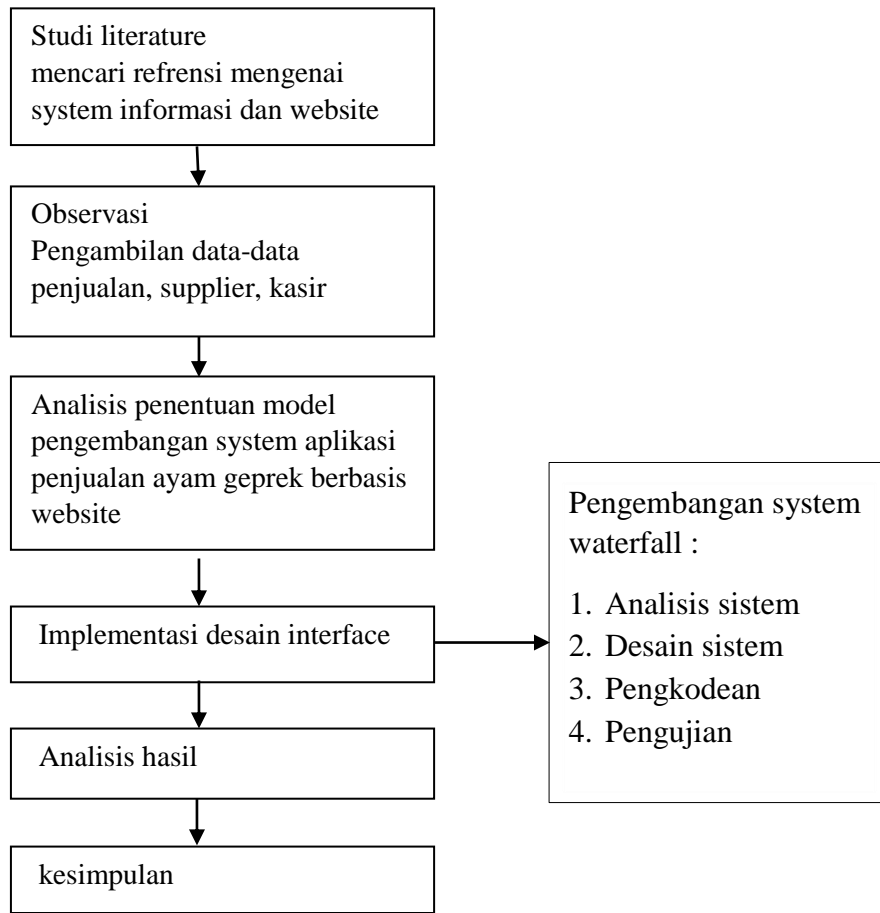 Studi literature
mencari refrensi mengenai
system informasi dan website
Observasi
Pengambilan data-data
penjualan, supplier, kasir
Analisis penentuan model
pengembangan system aplikasi
penjualan ayam geprek berbasis
website
Implementasi desain interface
Pengembangan system
waterfall :
1. Analisis sistem
2. Desain sistem
3. Pengkodean
4. Pengujian
Analisis hasil
kesimpulan